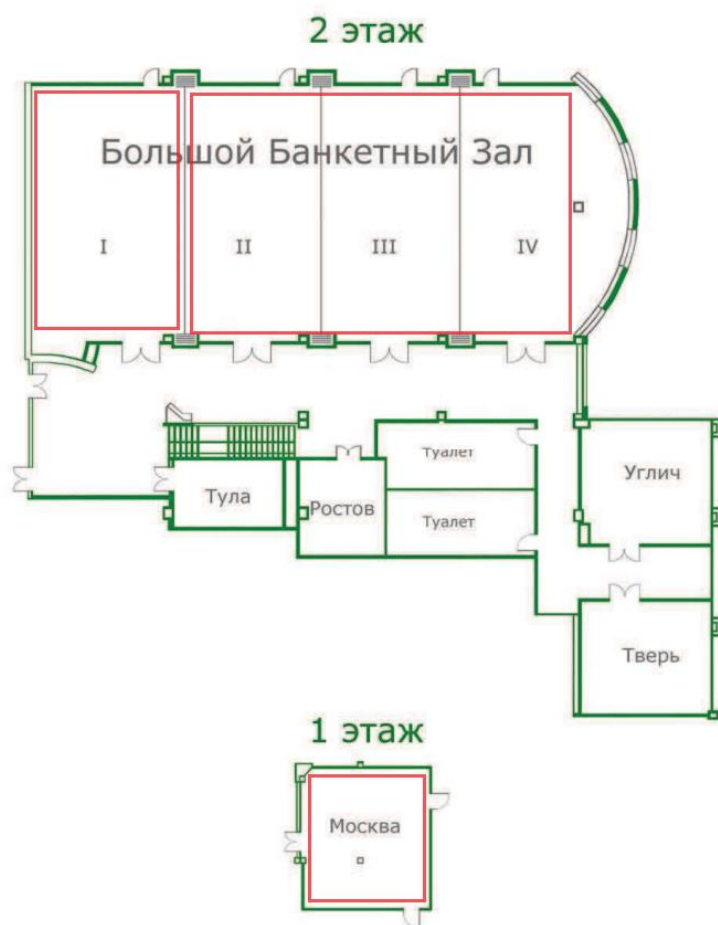 2 этаж
Большой Банкетный Зал
I
II
III
IV
Туалет
Углич
Тула
Ростов
Туалет
Тверь
1 этаж
Москва